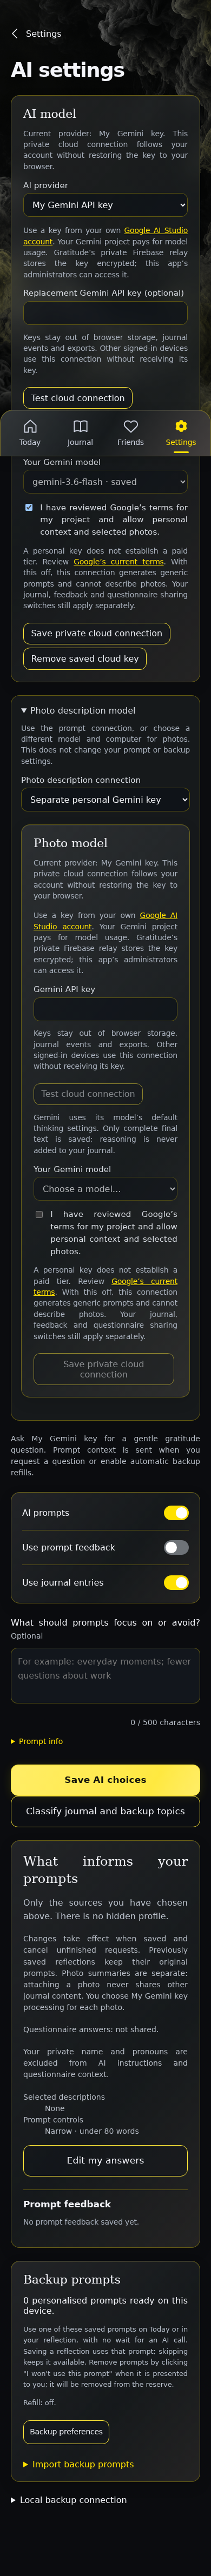 Settings
AI settings
AI model
Current provider: My Gemini key. This
private cloud connection follows your
account without restoring the key to your
browser.
AI provider
My Gemini API key
Use a key from your own Google AI Studio
account. Your Gemini project pays for model
usage. Gratitude's private Firebase relay
stores the key encrypted; this app's
administrators can access it.
Replacement Gemini API key (optional)
Keys stay out of browser storage, journal
events and exports. Other signed-in devices
use this connection without receiving its
key.
Test cloud connection
Today
Journal
Friends
Settings
Your Gemini model
gemini-3.6-flash · saved
I have reviewed Google's terms for
my project and allow personal
context and selected photos.
A personal key does not establish a paid
tier. Review Google's current terms. With
this off, this connection generates generic
prompts and cannot describe photos. Your
journal, feedback and questionnaire sharing
switches still apply separately.
Save private cloud connection
Remove saved cloud key
▼ Photo description model
Use the prompt connection, or choose a
different model and computer for photos.
This does not change your prompt or backup
settings.
Photo description connection
Separate personal Gemini key
Photo model
Current provider: My Gemini key. This
private cloud connection follows your
account without restoring the key to
your browser.
Use a key from your own Google AI
Studio account. Your Gemini project
pays for model usage. Gratitude's
private Firebase relay stores the key
encrypted; this app's administrators
can access it.
Gemini API key
Keys stay out of browser storage,
journal events and exports. Other
signed-in devices use this connection
without receiving its key.
Test cloud connection
Gemini uses its model's default
thinking settings. Only complete final
text is saved; reasoning is never
added to your journal.
Your Gemini model
Choose a model...
I have reviewed Google's
terms for my project and allow
personal context and selected
photos.
A personal key does not establish a
paid tier. Review Google's current
terms. With this off, this connection
generates generic prompts and cannot
describe photos. Your journal,
feedback and questionnaire sharing
switches still apply separately.
Save private cloud
connection
Ask My Gemini key for a gentle gratitude
question. Prompt context is sent when you
request a question or enable automatic backup
refills.
AI prompts
Use prompt feedback
Use journal entries
What should prompts focus on or avoid?
Optional
For example: everyday moments; fewer
questions about work
0 / 500 characters
▶ Prompt info
Save AI choices
Classify journal and backup topics
What informs your
prompts
Only the sources you have chosen
above. There is no hidden profile.
Changes take effect when saved and
cancel unfinished requests. Previously
saved reflections keep their original
prompts. Photo summaries are separate:
attaching a photo never shares other
journal content. You choose My Gemini key
processing for each photo.
Questionnaire answers: not shared.
Your private name and pronouns are
excluded from AI instructions and
questionnaire context.
Selected descriptions
None
Prompt controls
Narrow · under 80 words
Edit my answers
Prompt feedback
No prompt feedback saved yet.
Backup prompts
0 personalised prompts ready on this
device.
Use one of these saved prompts on Today or in
your reflection, with no wait for an AI call.
Saving a reflection uses that prompt; skipping
keeps it available. Remove prompts by clicking
"I won't use this prompt" when it is presented
to you; it will be removed from the reserve.
Refill: off.
Backup preferences
▶ Import backup prompts
▶ Local backup connection